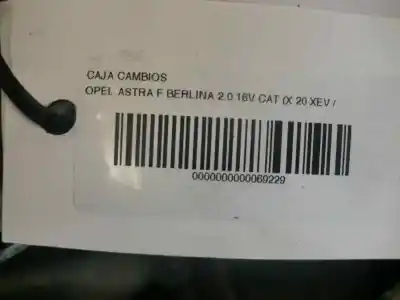 CAJA CAMBIOS
OPEL ASTRA F BERLINA 2.0 16V CAT (X 20 XEV /
0000000000069229